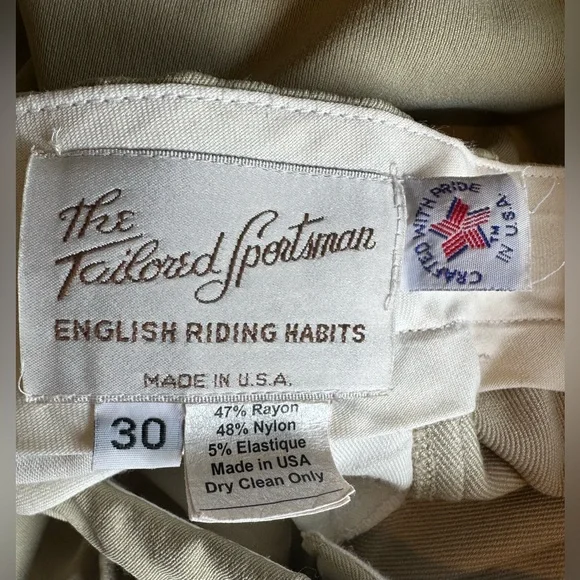 The
Tailored Sportsman
ENGLISH RIDING HABITS
MADE IN U.S.A.
CRAFTED WITH PRIDE
IN U.S.A.
TM
30
47% Rayon
48% Nylon
5% Elastique
Made in USA
Dry Clean Only